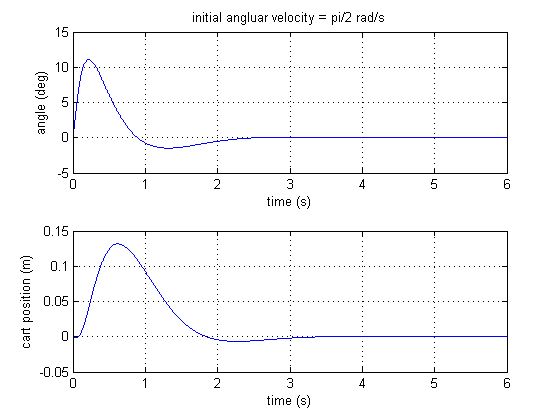 initial angluar velocity = pi/2 rad/s
15
10
5
0
-5
angle (deg)
0 1 2 3 4 5 6
time (s)
0.15
0.1
0.05
0
-0.05
cart position (m)
0 1 2 3 4 5 6
time (s)